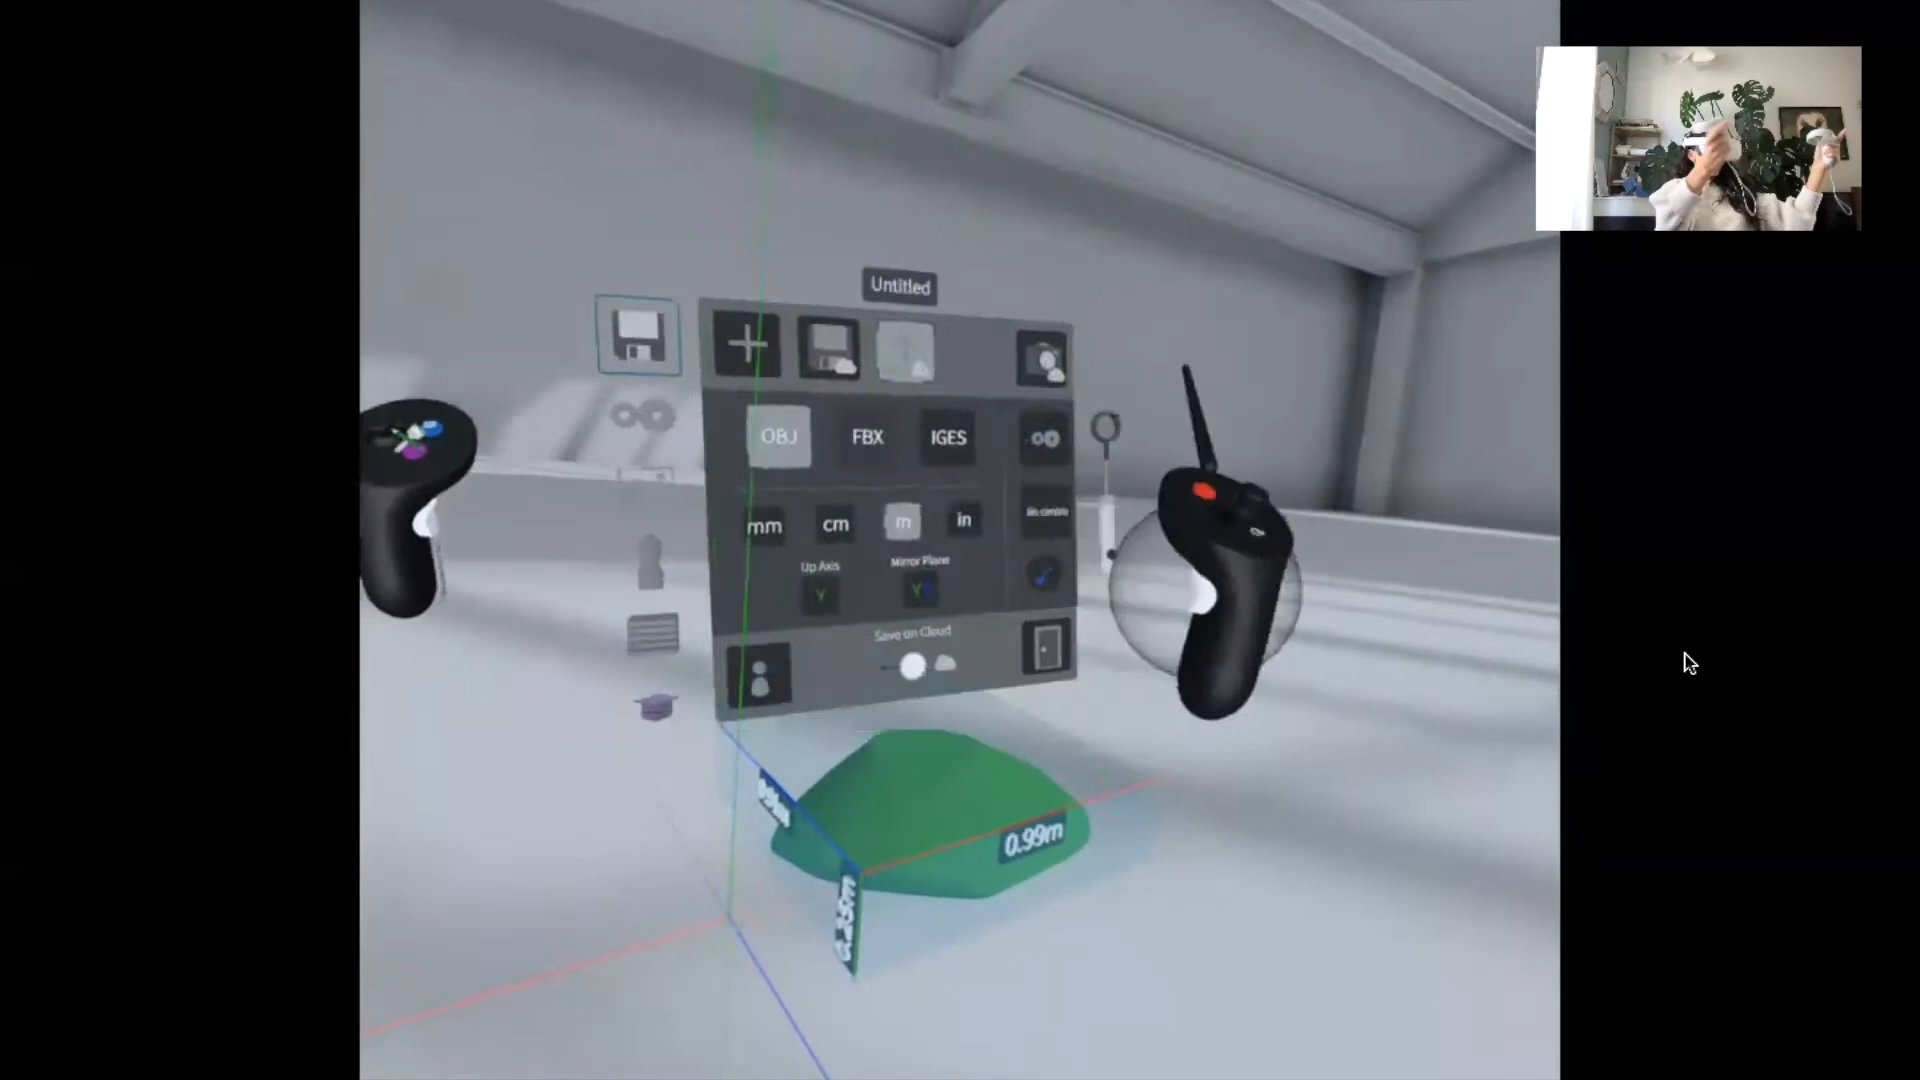 Untitled
OBJ FBX IGES
mm cm m in
Up Axis Mirror Plane
Y Y
Save on Cloud
0.99m